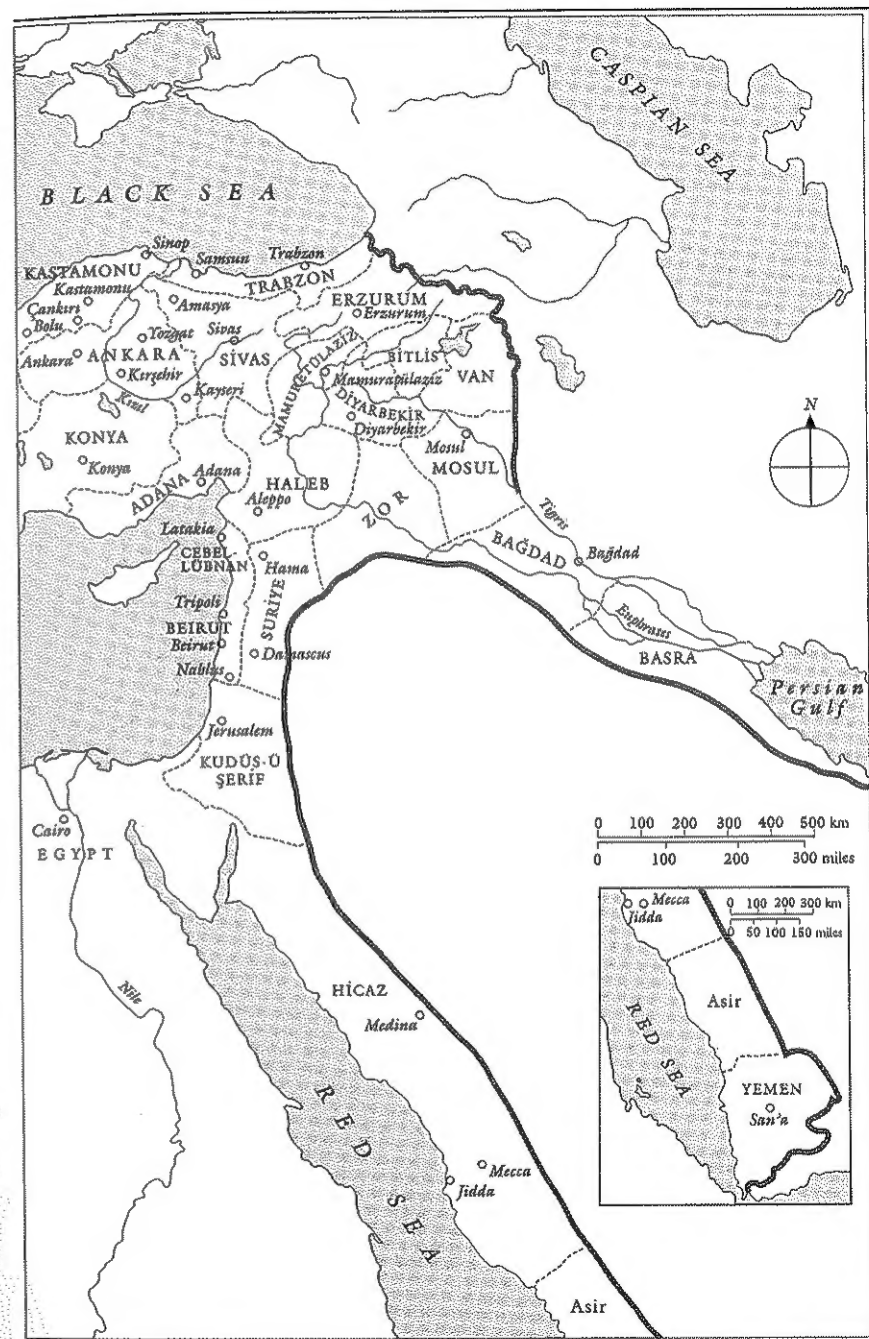 CASPIAN SEA
BLACK SEA
Sinop
Samsun
Trabzon
KASTAMONU
Kastamonu
TRABZON
Çankırı
Bolu
Amasya
ERZURUM
Erzurum
Yozgat
Sivas
Ankara
ANKARA
SİVAS
Kırşehir
MAMURETÜLAZİZ
BİTLİS
VAN
Mamurapülaziz
Kızıl
Kayseri
DİYARBEKİR
Diyarbekir
KONYA
Konya
Mosul
MOSUL
ADANA
Adana
HALEB
Aleppo
ZOR
Tigris
Latakia
CEBEL-
LÜBNAN
Hama
BAĞDAD
Bağdad
SURİYE
Tripoli
BEIRUT
Beirut
Damascus
Euphrates
BASRA
Nablus
Persian
Gulf
Jerusalem
KUDÜS-Ü
ŞERİF
N
Cairo
EGYPT
Nile
0 100 200 300 400 500 km
0 100 200 300 miles
HİCAZ
Medina
RED SEA
Mecca
Jidda
Asir
Mecca
Jidda
0 100 200 300 km
0 50 100 150 miles
Asir
RED SEA
YEMEN
San'a